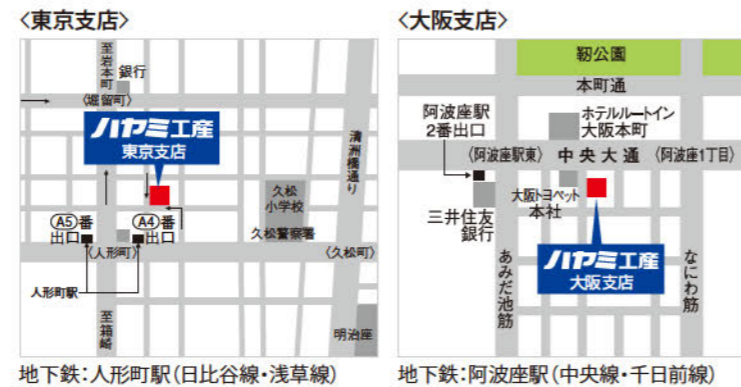 〈東京支店〉
至岩本町
銀行
〈堀留町〉
ハヤミ工産
東京支店
清洲橋通り
久松
小学校
久松警察署
A5番
出口
A4番
出口
〈人形町〉
〈久松町〉
人形町駅
至箱崎
明治座
地下鉄：人形町駅（日比谷線・浅草線）
〈大阪支店〉
靭公園
本町通
阿波座駅
2番出口
ホテルルートイン
大阪本町
〈阿波座駅東〉
中央大通
〈阿波座1丁目〉
大阪トヨペット
本社
三井住友
銀行
あみだ池筋
なにわ筋
ハヤミ工産
大阪支店
地下鉄：阿波座駅（中央線・千日前線）